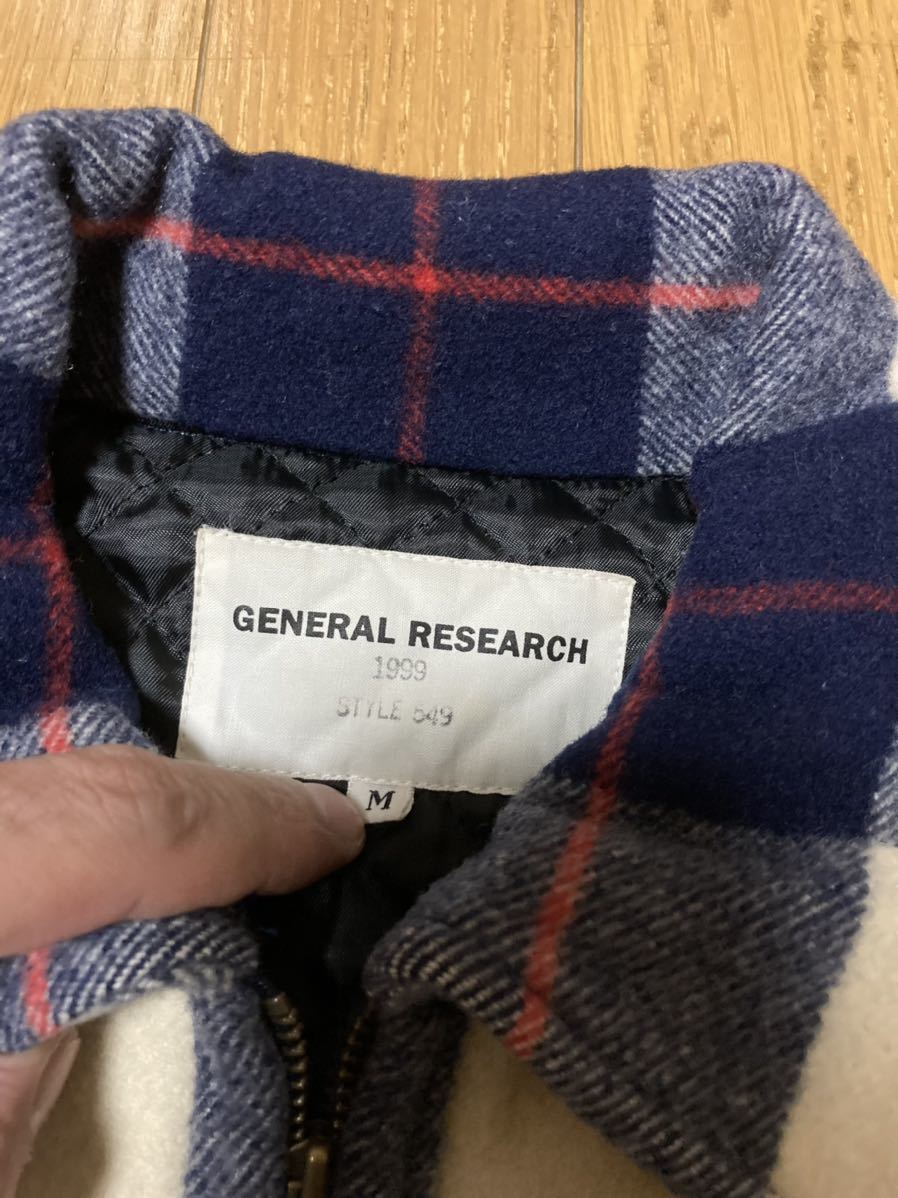 GENERAL RESEARCH
1999
STYLE 549
M